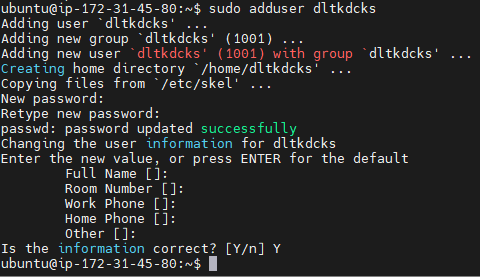 ubuntu@ip-172-31-45-80:~$ sudo adduser dltkdcks
Adding user `dltkdcks' ...
Adding new group `dltkdcks' (1001) ...
Adding new user `dltkdcks' (1001) with group `dltkdcks' ...
Creating home directory `/home/dltkdcks' ...
Copying files from `/etc/skel' ...
New password:
Retype new password:
passwd: password updated successfully
Changing the user information for dltkdcks
Enter the new value, or press ENTER for the default
Full Name []:
Room Number []:
Work Phone []:
Home Phone []:
Other []:
Is the information correct? [Y/n] Y
ubuntu@ip-172-31-45-80:~$